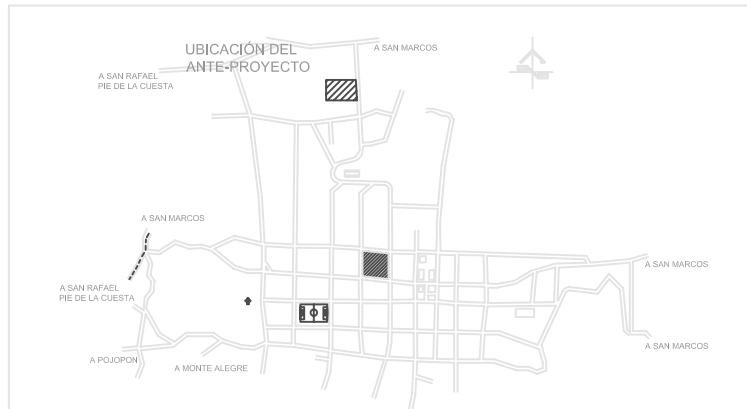 UBICACIÓN DEL
ANTE-PROYECTO
A SAN MARCOS
A SAN RAFAEL
PIE DE LA CUESTA
A SAN MARCOS
A SAN MARCOS
A SAN RAFAEL
PIE DE LA CUESTA
A SAN MARCOS
A POJOPON
A MONTE ALEGRE